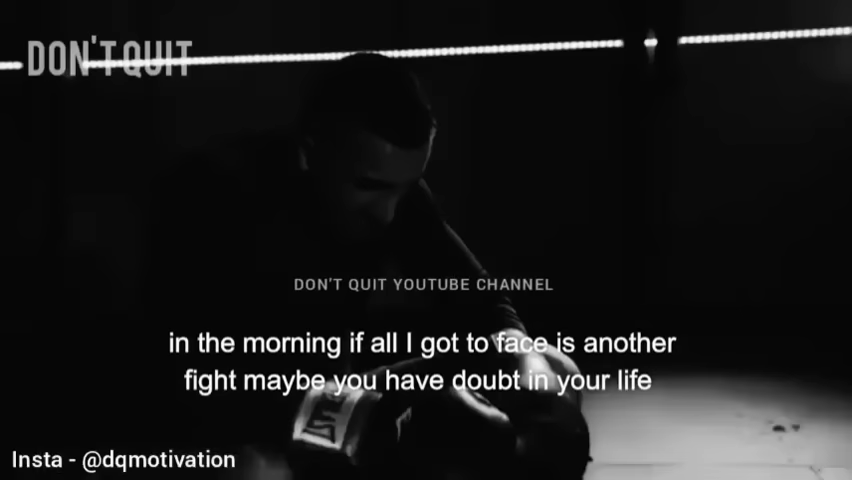 DON'T QUIT
DON'T QUIT YOUTUBE CHANNEL
in the morning if all I got to face is another
fight maybe you have doubt in your life
Insta - @dqmotivation